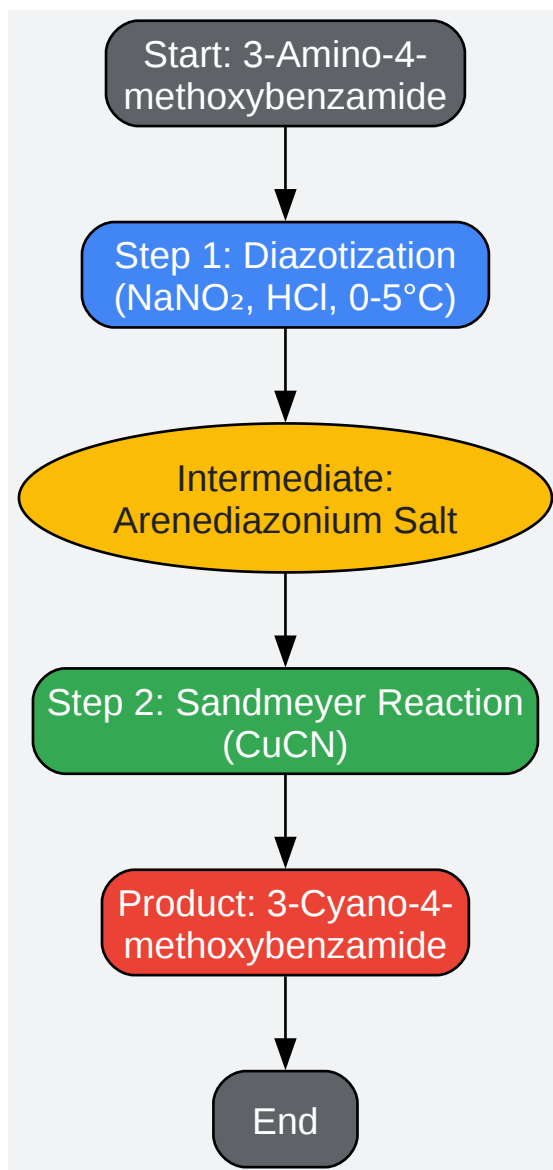 Start: 3-Amino-4-
methoxybenzamide
Step 1: Diazotization
(NaNO₂, HCl, 0-5°C)
Intermediate:
Arenediazonium Salt
Step 2: Sandmeyer Reaction
(CuCN)
Product: 3-Cyano-4-
methoxybenzamide
End